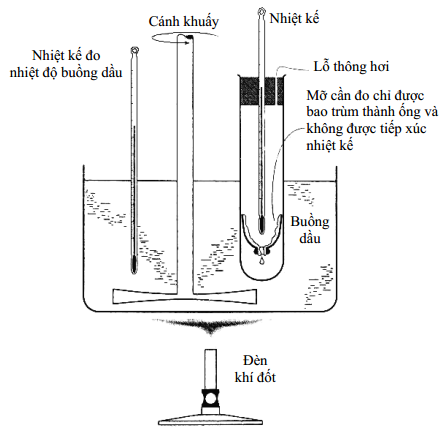 Cánh khuấy
Nhiệt kế
Nhiệt kế đo
nhiệt độ buồng dầu
Lỗ thông hơi
Mỡ cần đo chỉ được
bao trùm thành ống và
không được tiếp xúc
nhiệt kế
Buồng
dầu
Đèn
khí đốt